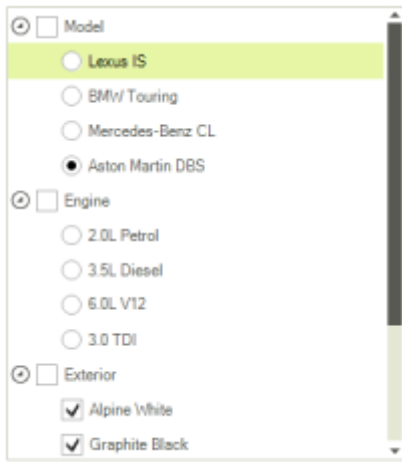 Model
Lexus IS
BMW Touring
Mercedes-Benz CL
Aston Martin DBS
Engine
2.0L Petrol
3.5L Diesel
6.0L V12
3.0 TDI
Exterior
Alpine White
Graphite Black